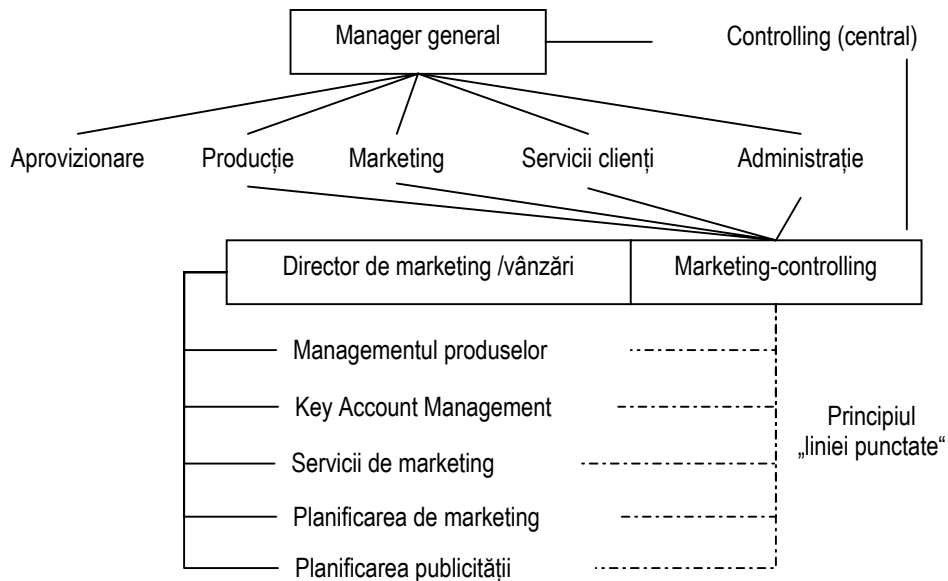 Manager general
Controlling (central)
Aprovizionare
Producție
Marketing
Servicii clienți
Administrație
Director de marketing /vânzări
Marketing-controlling
Managementul produselor
Key Account Management
Principiul
„liniei punctate“
Servicii de marketing
Planificarea de marketing
Planificarea publicității